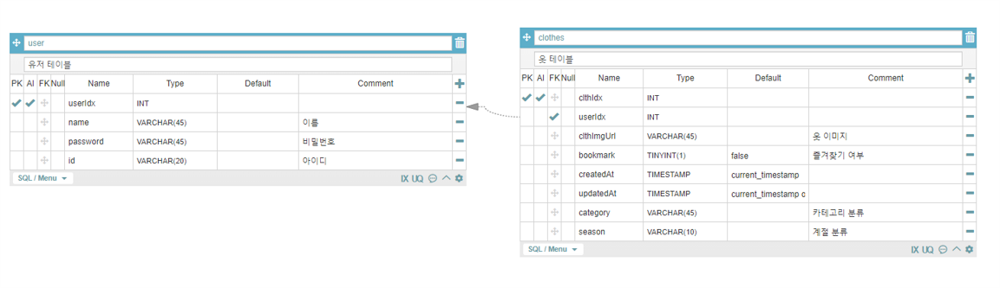 user
유저 테이블
PK AI FK Null Name Type Default Comment
userIdx INT
name VARCHAR(45) 이름
password VARCHAR(45) 비밀번호
id VARCHAR(20) 아이디
SQL / Menu IX UQ
clothes
옷 테이블
PK AI FK Null Name Type Default Comment
clthIdx INT
userIdx INT
clthImgUrl VARCHAR(45) 옷 이미지
bookmark TINYINT(1) false 즐겨찾기 여부
createdAt TIMESTAMP current_timestamp
updatedAt TIMESTAMP current_timestamp o
category VARCHAR(45) 카테고리 분류
season VARCHAR(10) 계절 분류
SQL / Menu IX UQ